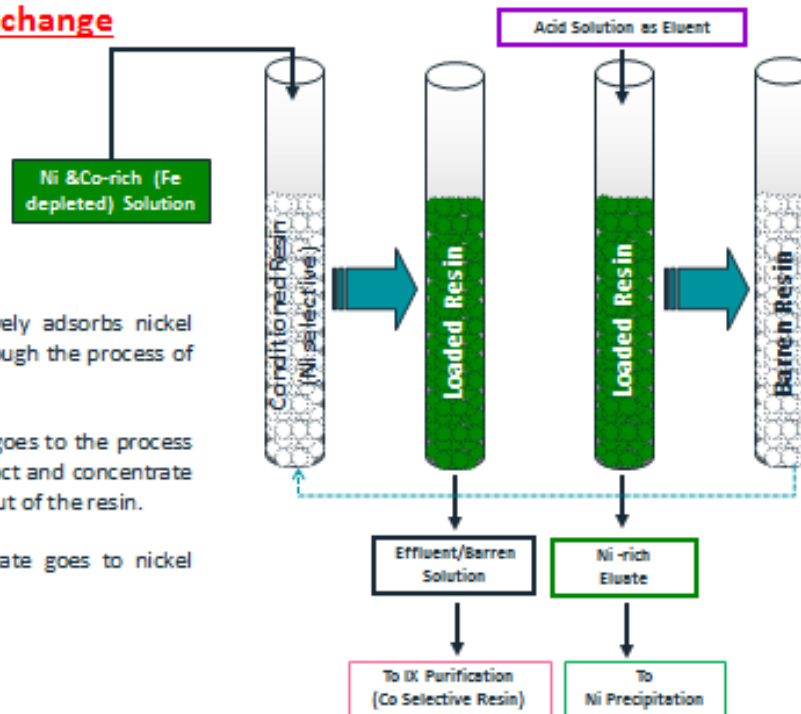 change
Acid Solution as Eluent
Ni &Co-rich (Fe
depleted) Solution
Conditioned Resin
(Ni selective)
Loaded Resin
Loaded Resin
Barren Resin
vely adsorbs nickel
ough the process of
goes to the process
act and concentrate
ut of the resin.
ate goes to nickel
Effluent/Barren
Solution
Ni -rich
Eluate
To IX Purification
(Co Selective Resin)
To
Ni Precipitation